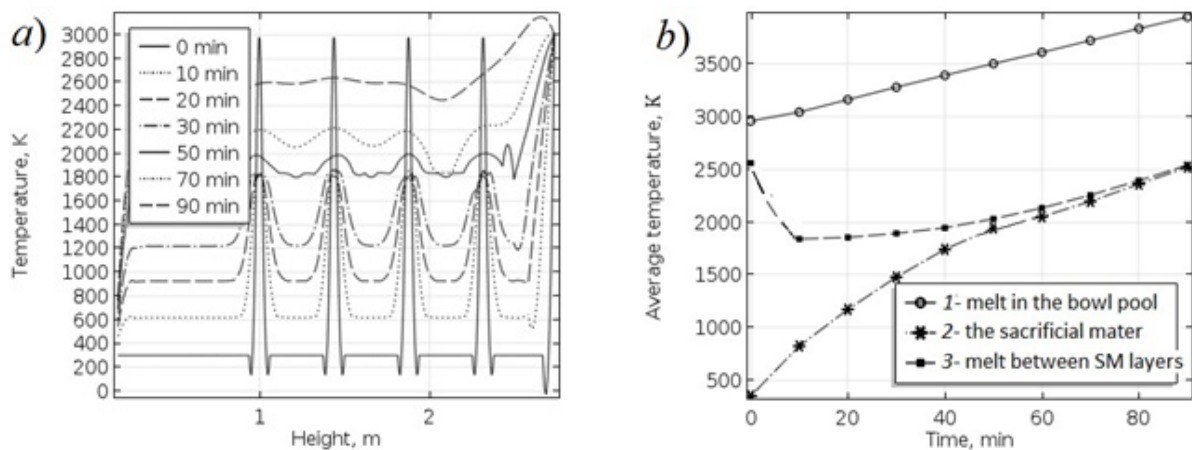 a)
3000
2800
2600
2400
2200
2000
1800
1600
1400
1200
1000
800
600
400
200
0
Temperature, K
0 min
10 min
20 min
30 min
50 min
70 min
90 min
1
2
Height, m
b)
3500
3000
2500
2000
1500
1000
500
Average temperature, K
1- melt in the bowl pool
2- the sacrificial mater
3- melt between SM layers
0
20
40
60
80
Time, min